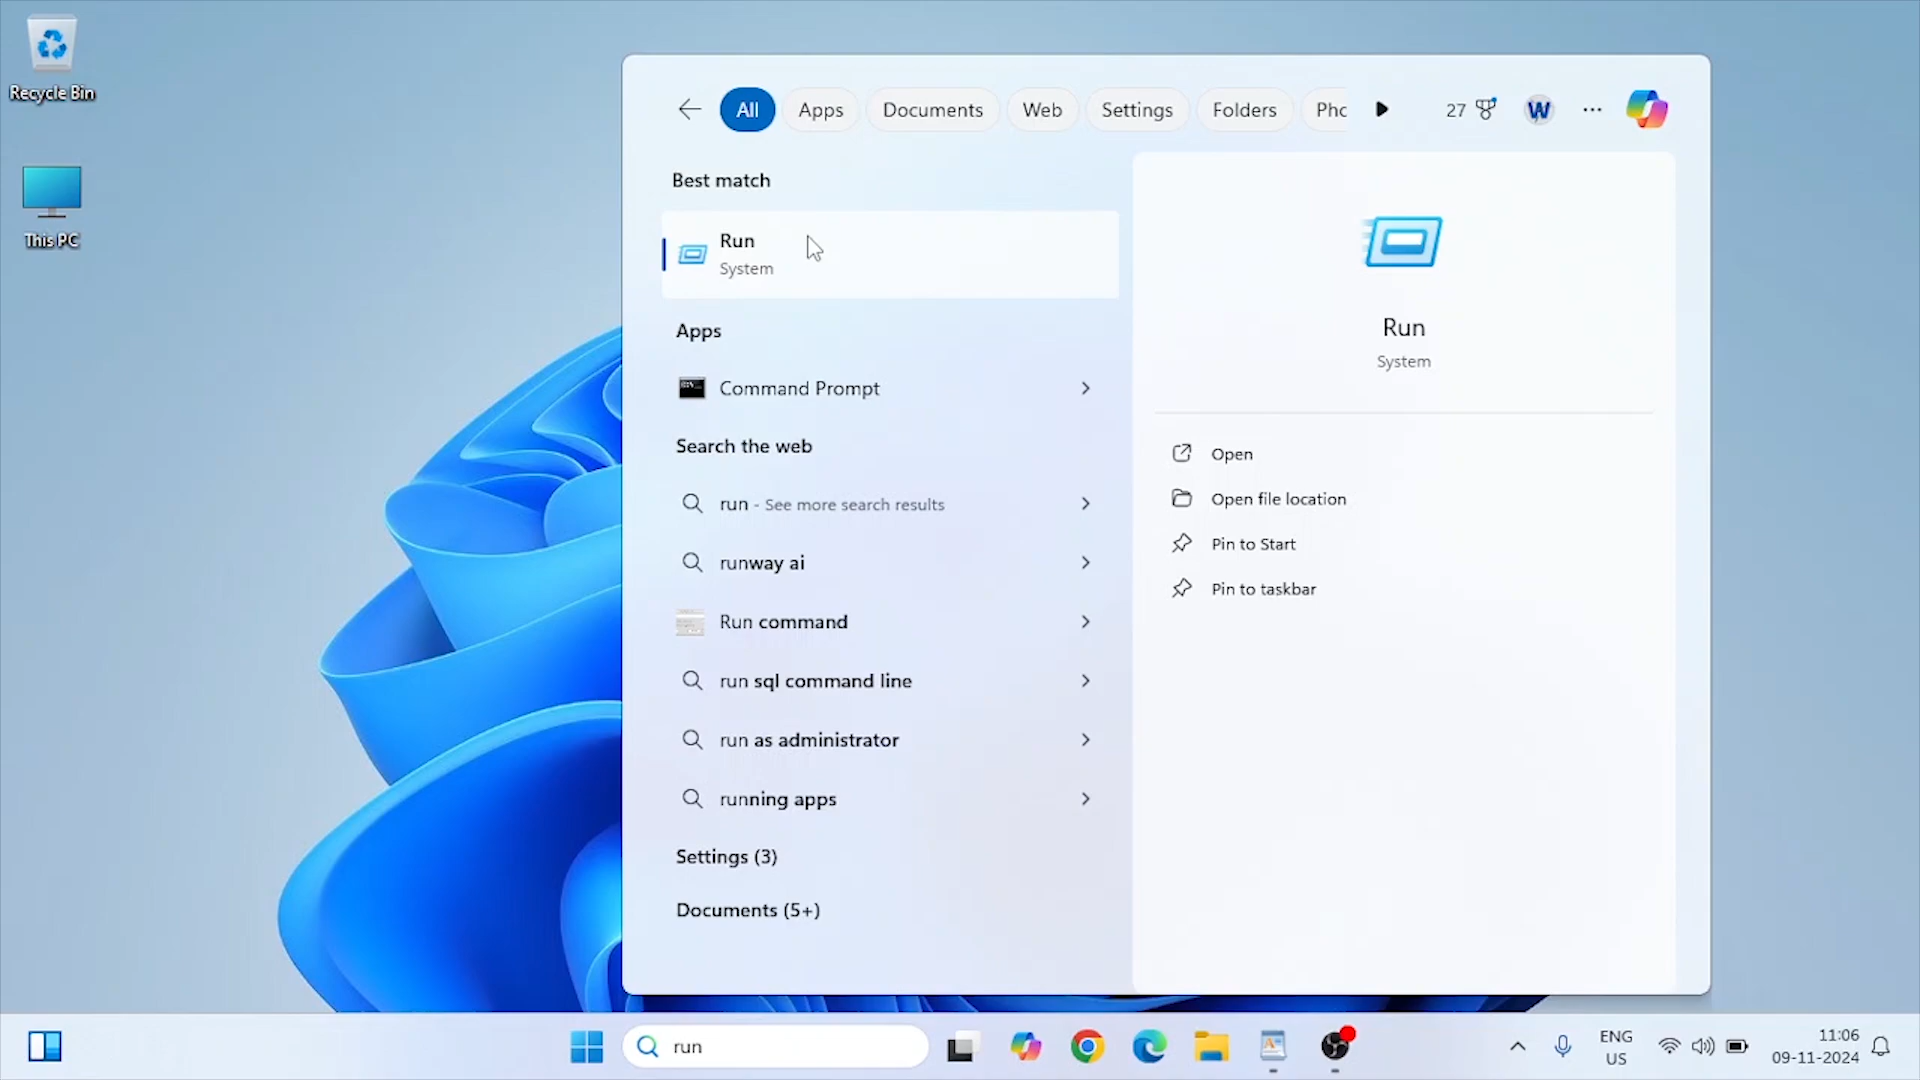 Recycle Bin
This PC
All
Apps
Documents
Web
Settings
Folders
Pho
27
W
Best match
Run
System
Apps
Command Prompt
Search the web
run - See more search results
runway ai
Run command
run sql command line
run as administrator
running apps
Settings (3)
Documents (5+)
Run
System
Open
Open file location
Pin to Start
Pin to taskbar
run
ENG
US
11:06
09-11-2024